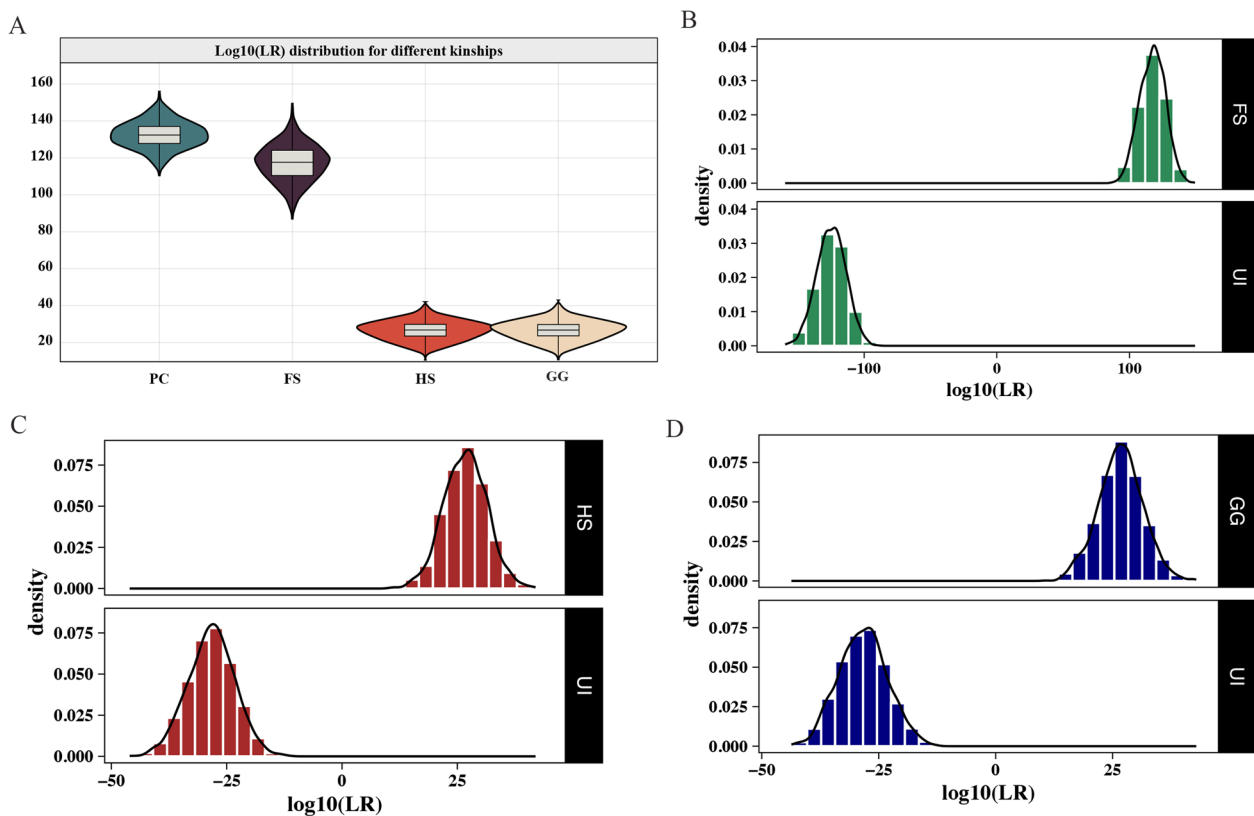 A
Log10(LR) distribution for different kinships
160
140
120
100
80
60
40
20
PC FS HS GG
B
density
0.04
0.03
0.02
0.01
0.00
FS
0.04
0.03
0.02
0.01
0.00
UI
−100 0 100
log10(LR)
C
density
0.075
0.050
0.025
0.000
HS
0.075
0.050
0.025
0.000
UI
−50 −25 0 25
log10(LR)
D
density
0.075
0.050
0.025
0.000
GG
0.075
0.050
0.025
0.000
UI
−50 −25 0 25
log10(LR)